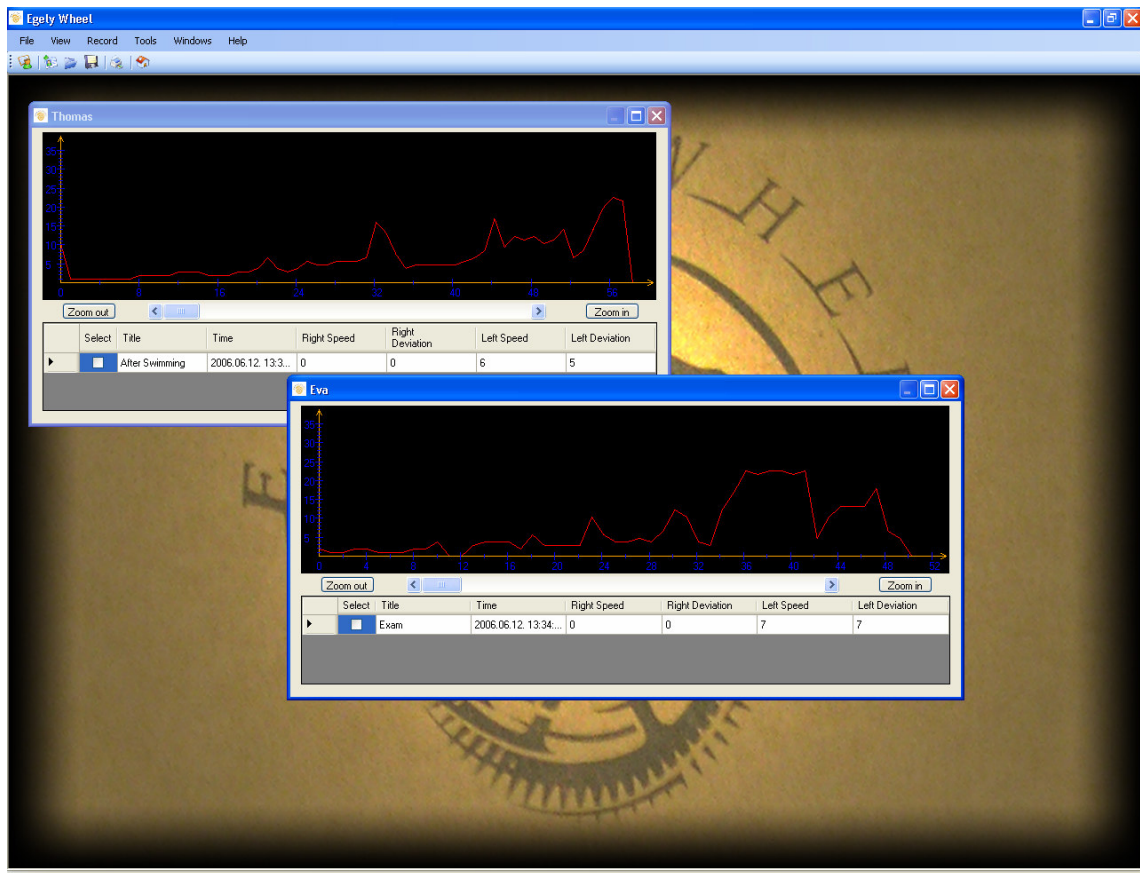 Egely Wheel
File View Record Tools Windows Help
Thomas
35
30
25
20
15
10
5
0 8 16 24 32 40 48 56
Zoom out Zoom in
Select Title Time Right Speed Right Deviation Left Speed Left Deviation
After Swimming 2006.06.12. 13:3... 0 0 6 5
Eva
35
30
25
20
15
10
5
0 4 8 12 16 20 24 28 32 36 40 44 48 52
Zoom out Zoom in
Select Title Time Right Speed Right Deviation Left Speed Left Deviation
Exam 2006.06.12. 13:34:... 0 0 7 7
W H E E
E